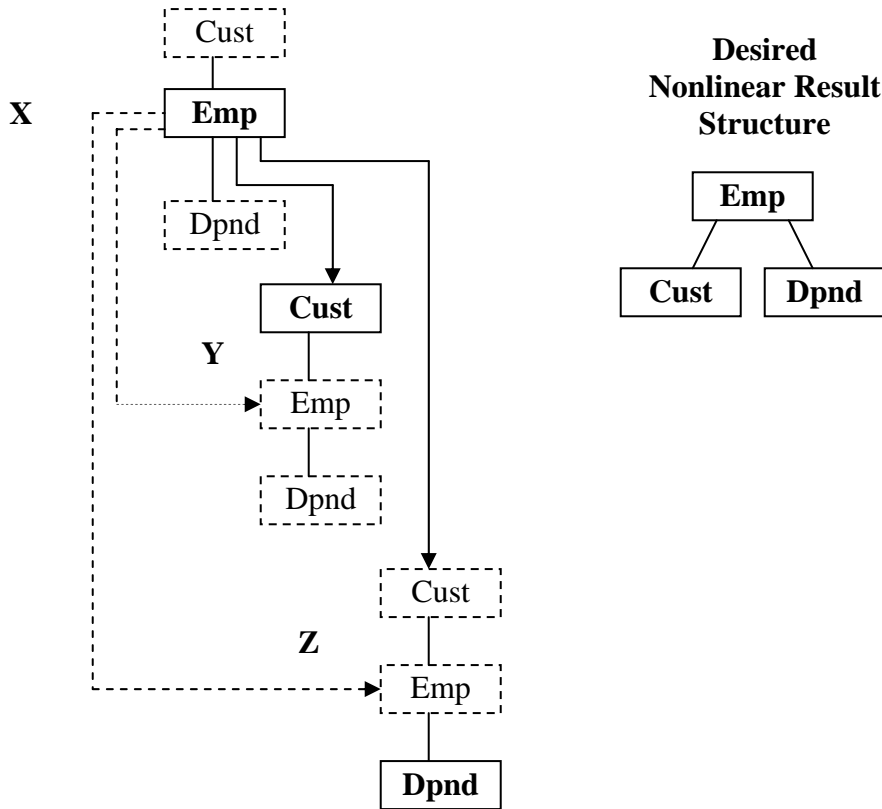 Cust
X
Emp
Dpnd
Cust
Y
Emp
Dpnd
Cust
Z
Emp
Dpnd
Desired
Nonlinear Result
Structure
Emp
Cust
Dpnd